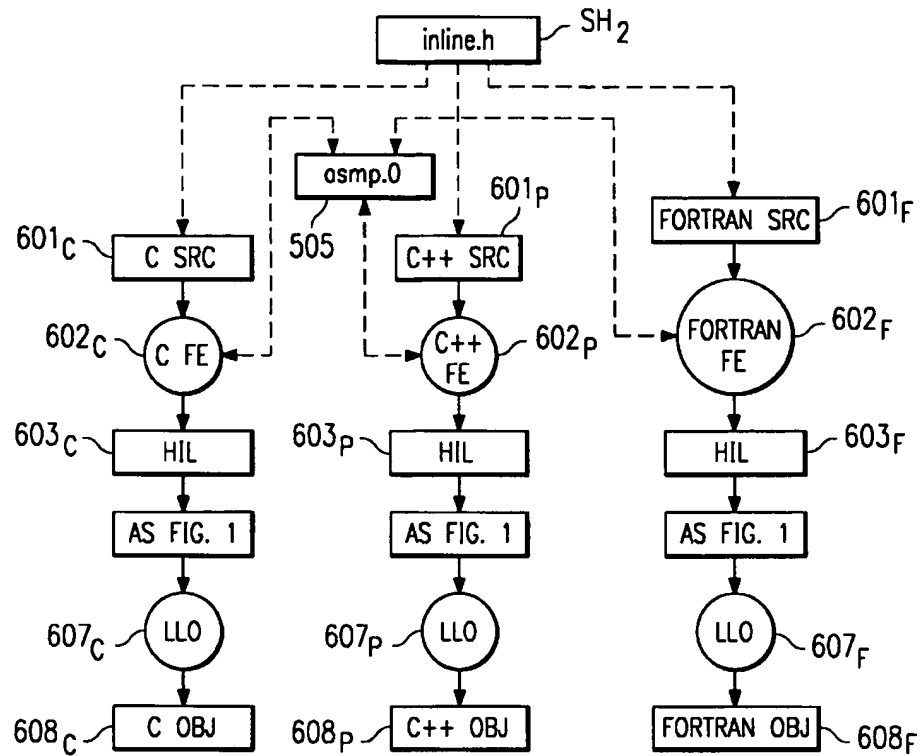 inline.h
SH2
asmp.0
505
601P
C++ SRC
601C
C SRC
FORTRAN SRC
601F
602C
C FE
C++
FE
602P
FORTRAN
FE
602F
603C
HIL
603P
HIL
HIL
603F
AS FIG. 1
AS FIG. 1
AS FIG. 1
607C
LLO
607P
LLO
LLO
607F
608C
C OBJ
608P
C++ OBJ
FORTRAN OBJ
608F